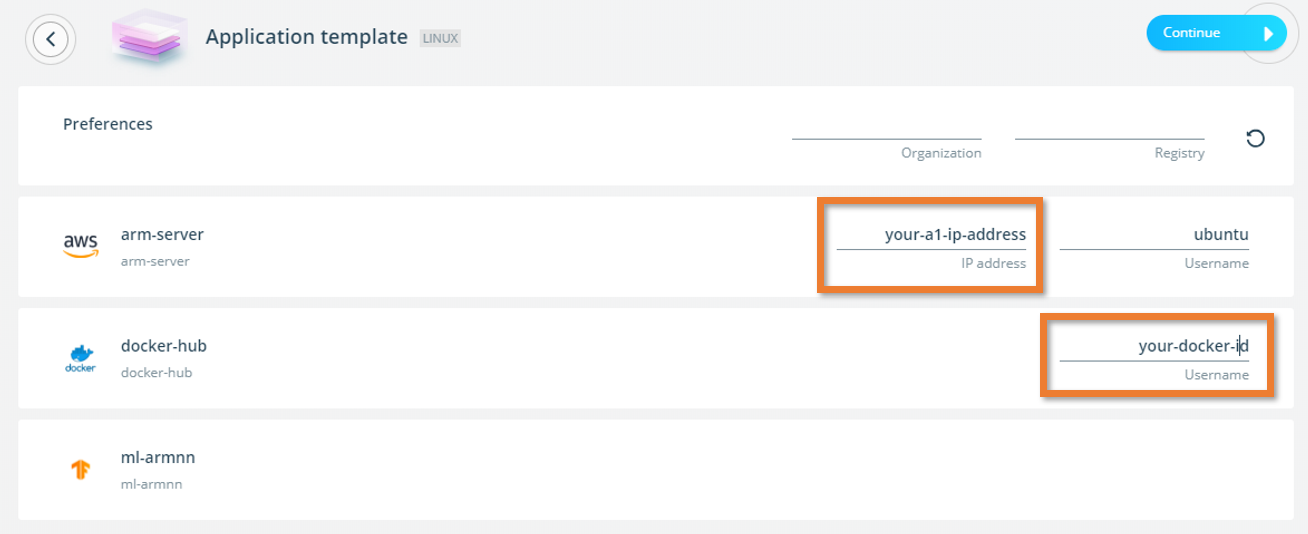 Application template LINUX
Continue
Preferences
Organization
Registry
aws
arm-server
arm-server
your-a1-ip-address
IP address
ubuntu
Username
docker
docker-hub
docker-hub
your-docker-id
Username
ml-armnn
ml-armnn